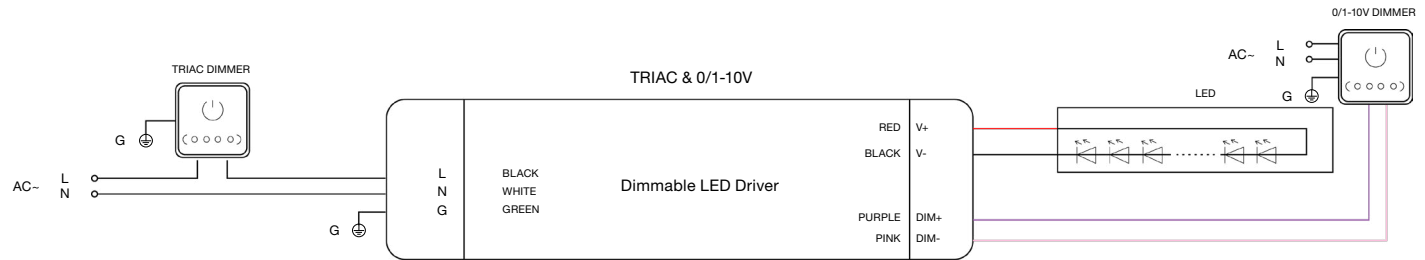 0/1-10V DIMMER
L
AC~
N
TRIAC DIMMER
TRIAC & 0/1-10V
G
LED
RED V+
G
BLACK V-
L
AC~
N
L BLACK
N WHITE
G GREEN
Dimmable LED Driver
G
PURPLE DIM+
PINK DIM-